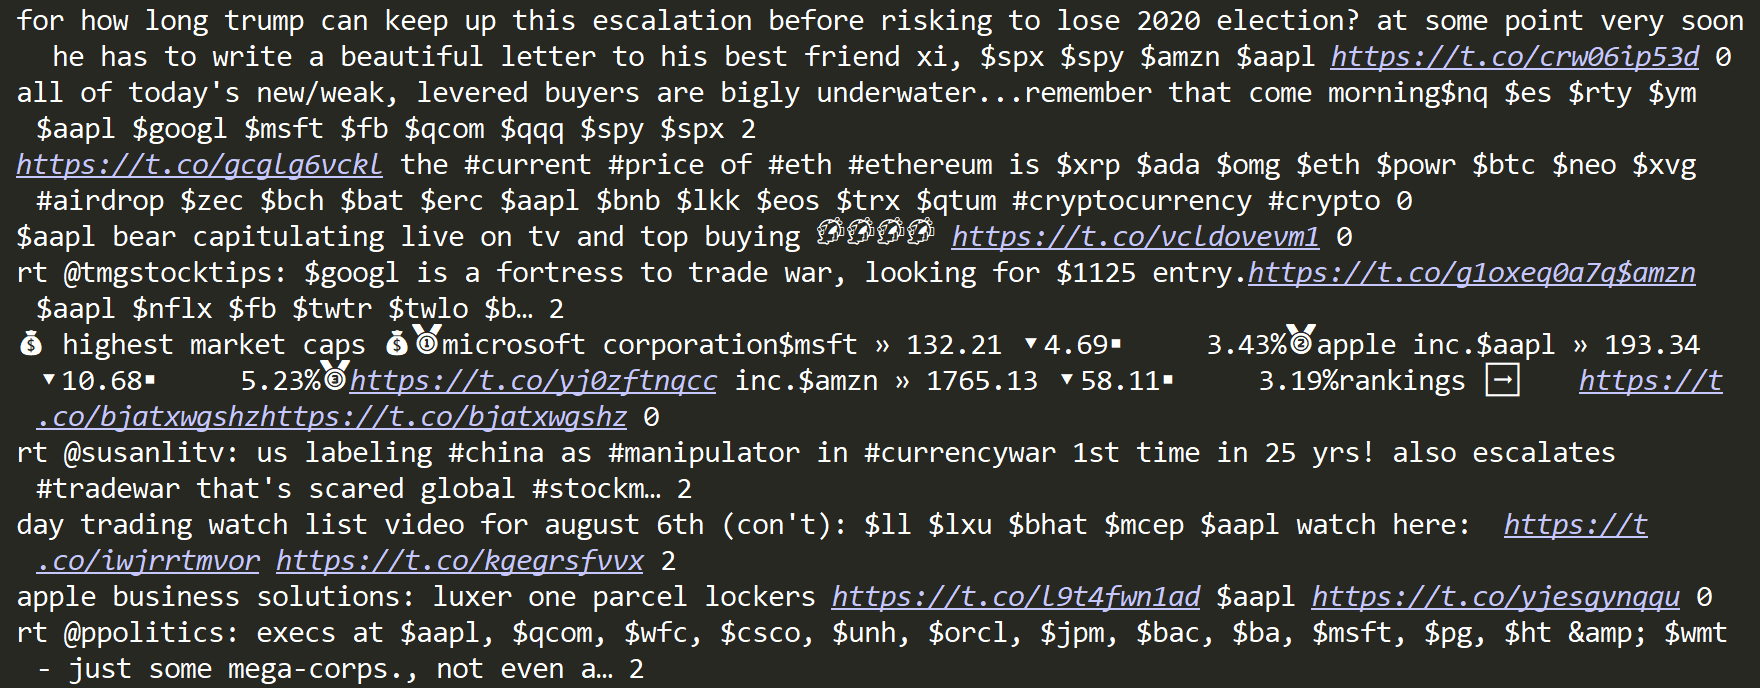 for how long trump can keep up this escalation before risking to lose 2020 election? at some point very soon
he has to write a beautiful letter to his best friend xi, $spx $spy $amzn $aapl https://t.co/crw06ip53d 0
all of today's new/weak, levered buyers are bigly underwater...remember that come morning$nq $es $rty $ym
$aapl $googl $msft $fb $qcom $qqq $spy $spx 2
https://t.co/gcglg6vckl the #current #price of #eth #ethereum is $xrp $ada $omg $eth $powr $btc $neo $xvg
#airdrop $zec $bch $bat $erc $aapl $bnb $lkk $eos $trx $qtum #cryptocurrency #crypto 0
$aapl bear capitulating live on tv and top buying https://t.co/vcldovevm1 0
rt @tmgstocktips: $googl is a fortress to trade war, looking for $1125 entry.https://t.co/g1oxeq0a7q$amzn
$aapl $nflx $fb $twtr $twlo $b… 2
💰 highest market caps 💰🥇microsoft corporation$msft » 132.21 ▼4.69▪ 3.43%🥈apple inc.$aapl » 193.34
▼10.68▪ 5.23%🥉https://t.co/yj0zftnqcc inc.$amzn » 1765.13 ▼58.11▪ 3.19%rankings ➡ https://t
.co/bjatxwgshzhttps://t.co/bjatxwgshz 0
rt @susanlitv: us labeling #china as #manipulator in #currencywar 1st time in 25 yrs! also escalates
#tradewar that's scared global #stockm… 2
day trading watch list video for august 6th (con't): $ll $lxu $bhat $mcep $aapl watch here: https://t
.co/iwjrrtmvor https://t.co/kgegrsfvvx 2
apple business solutions: luxer one parcel lockers https://t.co/l9t4fwn1ad $aapl https://t.co/yjesgynqqu 0
rt @ppolitics: execs at $aapl, $qcom, $wfc, $csco, $unh, $orcl, $jpm, $bac, $ba, $msft, $pg, $ht &amp; $wmt
- just some mega-corps., not even a… 2